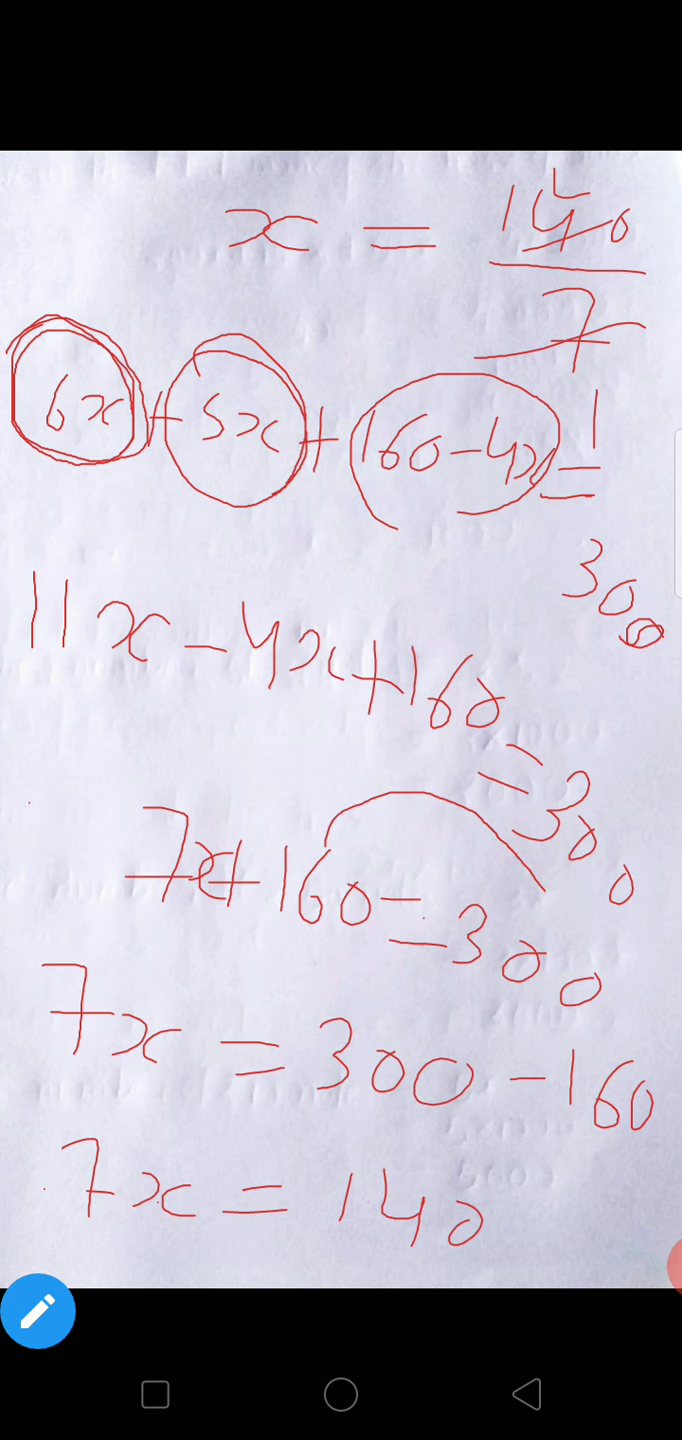 x = 140/7
6x + 5x + 160 - 4x =
300
11x - 4x + 160
= 300
7x + 160 = 300
7x = 300 - 160
7x = 140